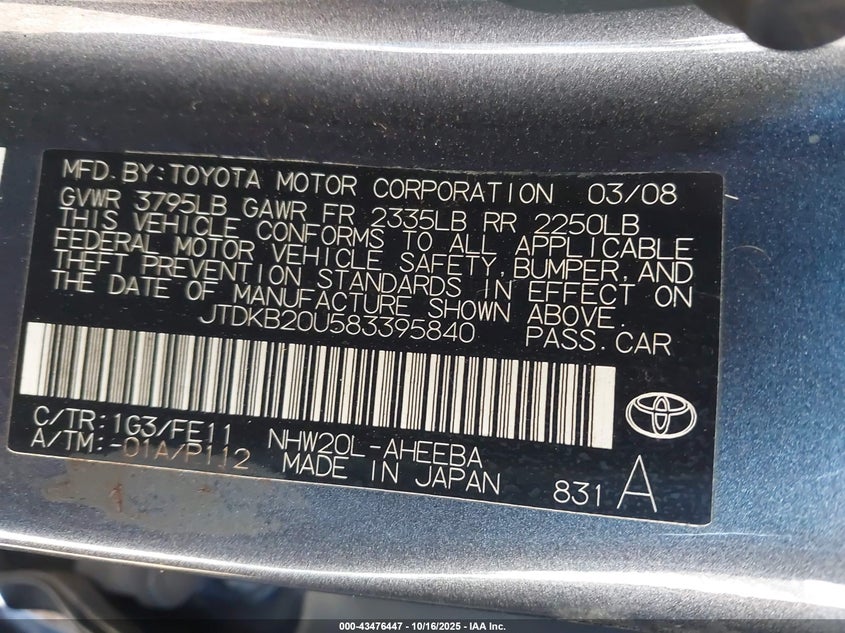 MFD.BY:TOYOTA MOTOR CORPORATION 03/08
GVWR 3795LB GAWR FR 2335LB RR 2250LB
THIS VEHICLE CONFORMS TO ALL APPLICABLE
FEDERAL MOTOR VEHICLE SAFETY,BUMPER,AND
THEFT PREVENTION STANDARDS IN EFFECT ON
THE DATE OF MANUFACTURE SHOWN ABOVE.
JTDKB20U583395840 PASS.CAR
C/TR:1G3/FE11 NHW20L-AHEEBA
A/TM:-01A/P112 MADE IN JAPAN 831 A
000-43476447 • 10/16/2025 • IAA Inc.